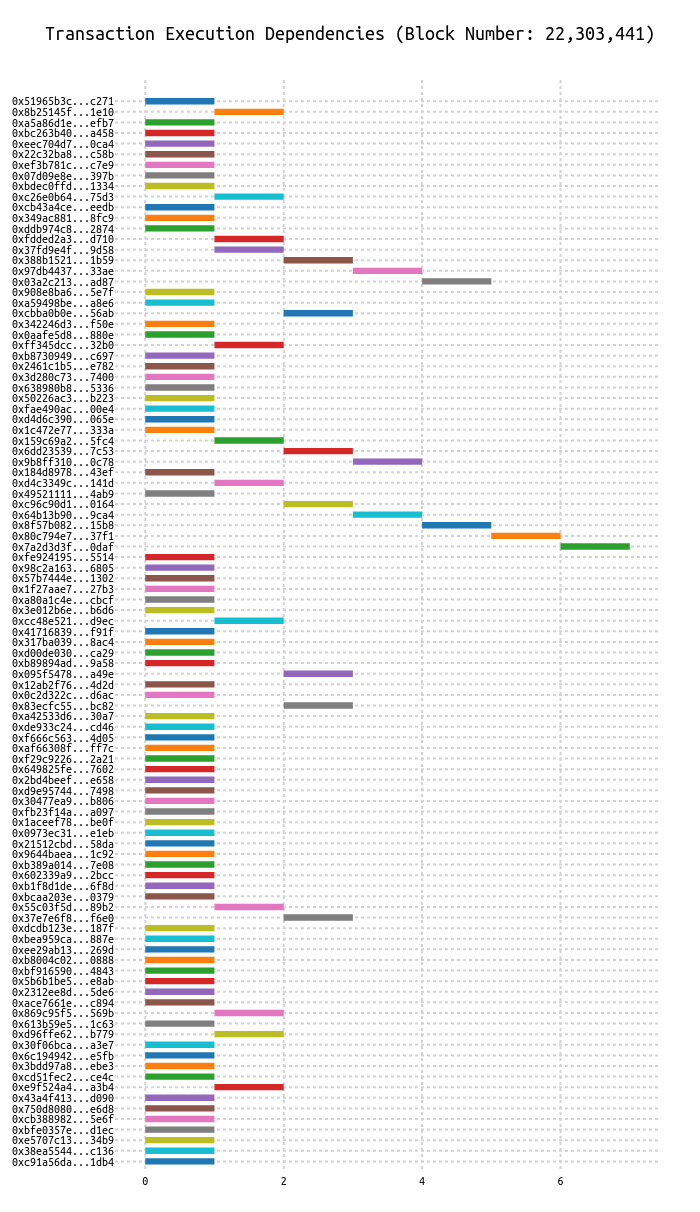 Transaction Execution Dependencies (Block Number: 22,303,441)
0x51965b3c...c271
0x8b25145f...1e10
0xa5a86d1e...efb7
0xbc263b40...a458
0xeec704d7...0ca4
0x22c32ba8...c58b
0xef3b781c...c7e9
0x07d09e8e...397b
0xbdec0ffd...1334
0xc26e0b64...75d3
0xcb43a4ce...eedb
0x349ac881...8fc9
0xddb974c8...2874
0xfdded2a3...d710
0x37fd9e4f...9d58
0x388b1521...1b59
0x97db4437...33ae
0x03a2c213...ad87
0x908e8ba6...5e7f
0xa59498be...a8e6
0xcbba0b0e...56ab
0x342246d3...f50e
0x0aafe5d8...880e
0xff345dcc...32b0
0xb8730949...c697
0x2461c1b5...e782
0x3d280c73...7400
0x638980b8...5336
0x50226ac3...b223
0xfae490ac...00e4
0xd4d6c390...065e
0x1c472e77...333a
0x159c69a2...5fc4
0x6dd23539...7c53
0x9b8ff310...0c78
0x184d8978...43ef
0xd4c3349c...141d
0x49521111...4ab9
0xc96c90d1...0164
0x64b13b90...9ca4
0x8f57b082...15b8
0x80c794e7...37f1
0x7a2d3d3f...0daf
0xfe924195...5514
0x98c2a163...6805
0x57b7444e...1302
0x1f27aae7...27b3
0xa80a1c4e...cbcf
0x3e012b6e...b6d6
0xcc48e521...d9ec
0x41716839...f91f
0x317ba039...8ac4
0xd00de030...ca29
0xb89894ad...9a58
0x095f5478...a49e
0x12ab2f76...4d2d
0x0c2d322c...d6ac
0x83ecfc55...bc82
0xa42533d6...30a7
0xde933c24...cd46
0xf666c563...4d05
0xaf66308f...ff7c
0xf29c9226...2a21
0x649825fe...7602
0x2bd4beef...e658
0xd9e95744...7498
0x30477ea9...b806
0xfb23f14a...a097
0x1aceef78...be0f
0x0973ec31...e1eb
0x21512cbd...58da
0x9644baea...1c92
0xb389a014...7e08
0x602339a9...2bcc
0xb1f8d1de...6f8d
0xbcaa203e...0379
0x55c03f5d...89b2
0x37e7e6f8...f6e0
0xdcdb123e...187f
0xbea959ca...887e
0xee29ab13...269d
0xb8004c02...0888
0xbf916590...4843
0x5b6b1be5...e8ab
0x2312ee8d...5de6
0xace7661e...c894
0x869c95f5...569b
0x613b59e5...1c63
0xd96ffe62...b779
0x30f06bca...a3e7
0x6c194942...e5fb
0x3bdd97a8...ebe3
0xcd51fec2...ce4c
0xe9f524a4...a3b4
0x43a4f413...d090
0x750d8080...e6d8
0xcb388982...5e6f
0xbfe0357e...d1ec
0xe5707c13...34b9
0x38ea5544...c136
0xc91a56da...1db4
0 2 4 6